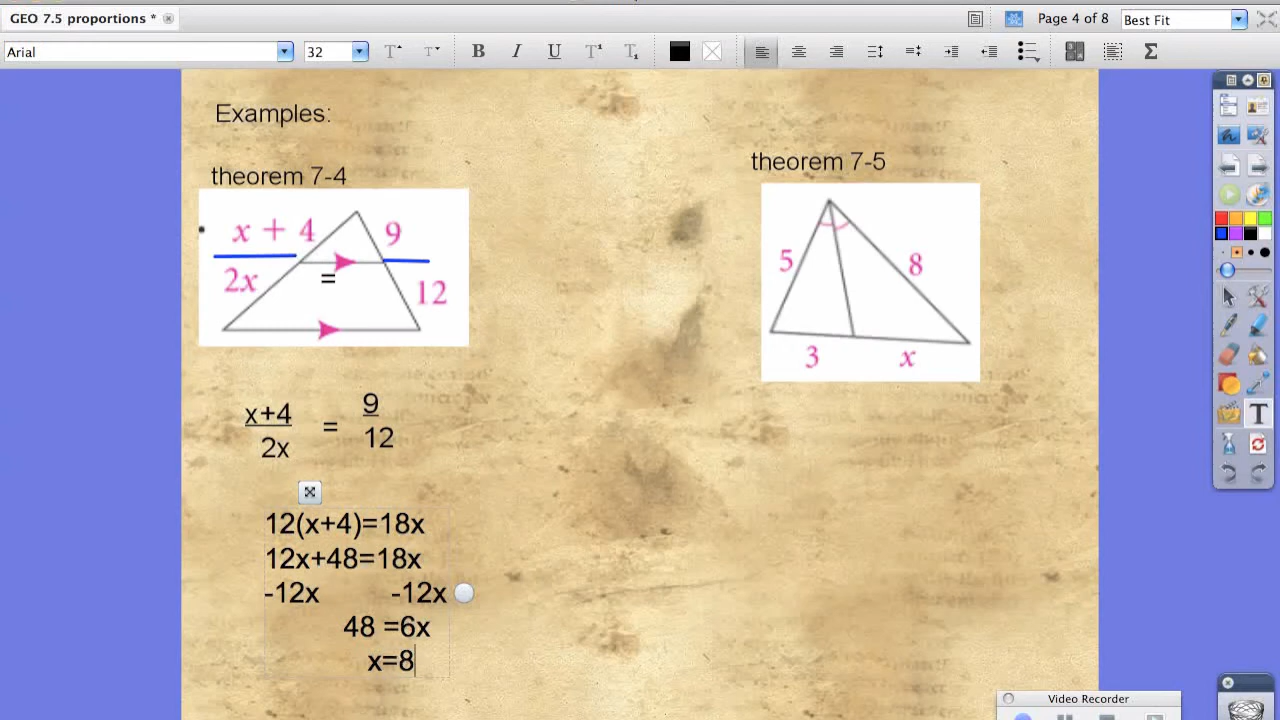 GEO 7.5 proportions *
Page 4 of 8
Best Fit
Arial
32
B I U T¹ T₁ Σ
Examples:
theorem 7-4
x + 4
9
2x
=
12
theorem 7-5
5
8
3
x
x+4
2x
=
9
12
12(x+4)=18x
12x+48=18x
-12x -12x
48 =6x
x=8
T
Video Recorder